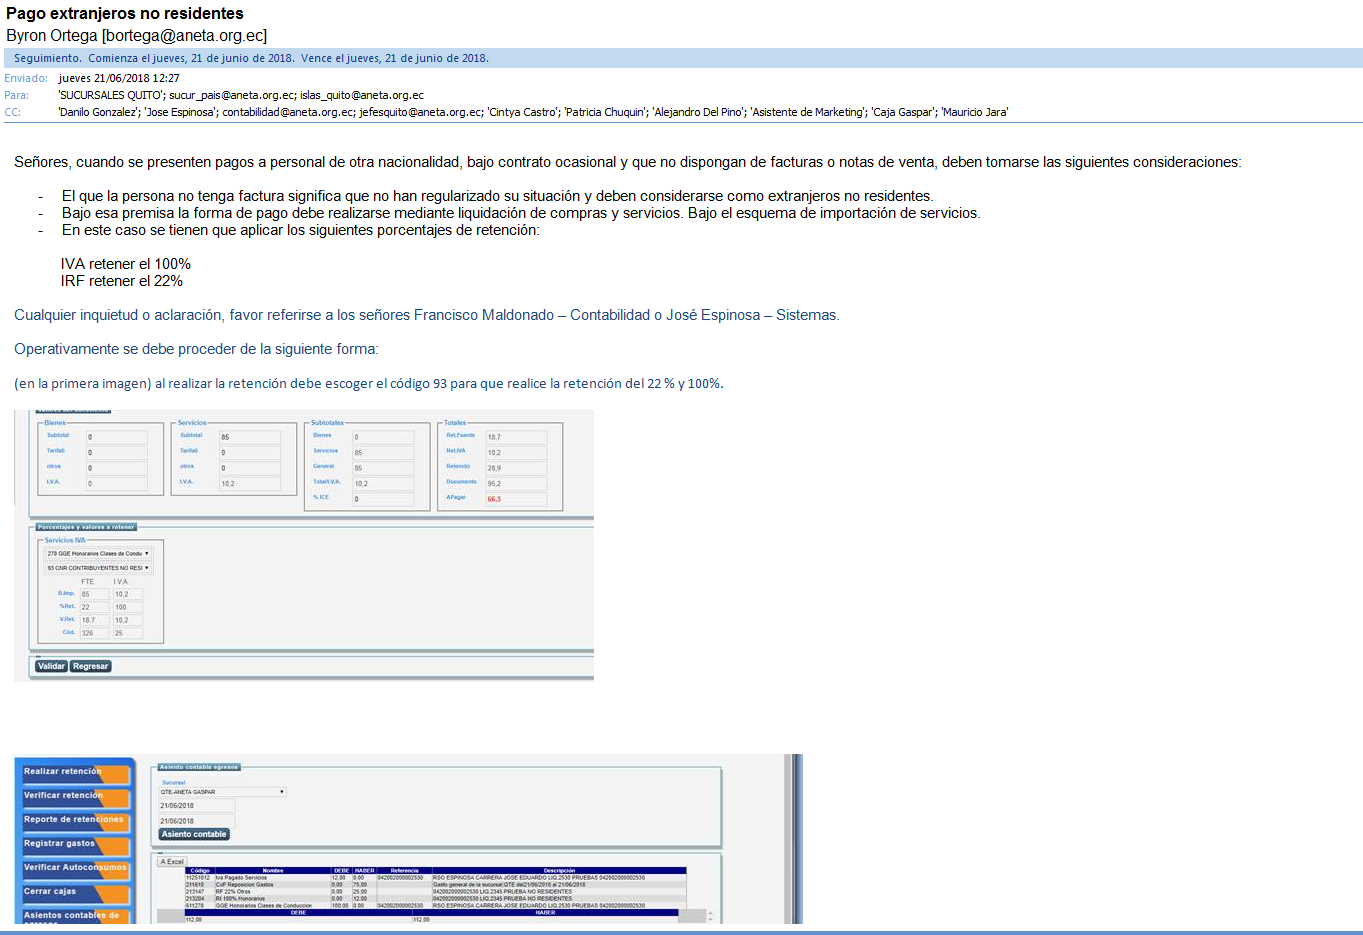 Pago extranjeros no residentes
Byron Ortega [bortega@aneta.org.ec]
Seguimiento. Comienza el jueves, 21 de junio de 2018. Vence el jueves, 21 de junio de 2018.
Enviado: jueves 21/06/2018 12:27
Para: 'SUCURSALES QUITO'; sucur_pais@aneta.org.ec; islas_quito@aneta.org.ec
CC: 'Danilo Gonzalez'; 'Jose Espinosa'; contabilidad@aneta.org.ec; jefesquito@aneta.org.ec; 'Cintya Castro'; 'Patricia Chuquin'; 'Alejandro Del Pino'; 'Asistente de Marketing'; 'Caja Gaspar'; 'Mauricio Jara'
Señores, cuando se presenten pagos a personal de otra nacionalidad, bajo contrato ocasional y que no dispongan de facturas o notas de venta, deben tomarse las siguientes consideraciones:
- El que la persona no tenga factura significa que no han regularizado su situación y deben considerarse como extranjeros no residentes.
- Bajo esa premisa la forma de pago debe realizarse mediante liquidación de compras y servicios. Bajo el esquema de importación de servicios.
- En este caso se tienen que aplicar los siguientes porcentajes de retención:
IVA retener el 100%
IRF retener el 22%
Cualquier inquietud o aclaración, favor referirse a los señores Francisco Maldonado – Contabilidad o José Espinosa – Sistemas.
Operativamente se debe proceder de la siguiente forma:
(en la primera imagen) al realizar la retención debe escoger el código 93 para que realice la retención del 22 % y 100%.
Bienes Servicios Subtotales Totales
Subtotal 0 Subtotal 85 Bienes 0 Ret.Fuente 18,7
Tarifa0 0 Tarifa0 0 Servicios 85 Ret.IVA 10,2
otros 0 otros 0 General 85 Retenido 28,9
I.V.A. 0 I.V.A. 10,2 Total I.V.A. 10,2 Documento 95,2
% ICE 0 APagar 66,3
Porcentajes y valores a retener
Servicios IVA
278 GGE Honorarios Clases de Condu
93 CNR CONTRIBUYENTES NO RESI
FTE. I.V.A.
B.Imp. 85 10,2
%Ret. 22 100
V.Ret. 18,7 10,2
Cód. 326 25
Validar Regresar
Realizar retención
Verificar retención
Reporte de retenciones
Registrar gastos
Verificar Autoconsumos
Cerrar cajas
Asientos contables de
Asiento contable egresos
Sucursal
QTE-ANETA GASPAR
21/06/2018
21/06/2018
Asiento contable
A Excel
Código Nombre DEBE HABER Referencia Descripción
11251012 Iva Pagado Servicios 12,00 0,00 042002000002530 RSO ESPINOSA CARRERA JOSE EDUARDO LIQ.2530 PRUEBAS 042002000002530
211610 CxP Reposicion Gastos 0,00 75,00 Gasto general de la sucursal QTE del21/06/2018 al 21/06/2018
213147 RF 22% Otros 0,00 25,00 042002000002530 LIQ.2345 PRUEBA NO RESIDENTES
213204 RI 100% Honorarios 0,00 12,00 042002000002530 LIQ.2345 PRUEBA NO RESIDENTES
511278 GGE Honorarios Clases de Conduccion 100,00 0,00 042002000002530 RSO ESPINOSA CARRERA JOSE EDUARDO LIQ.2530 PRUEBAS 042002000002530
DEBE HABER
112,00 112,00